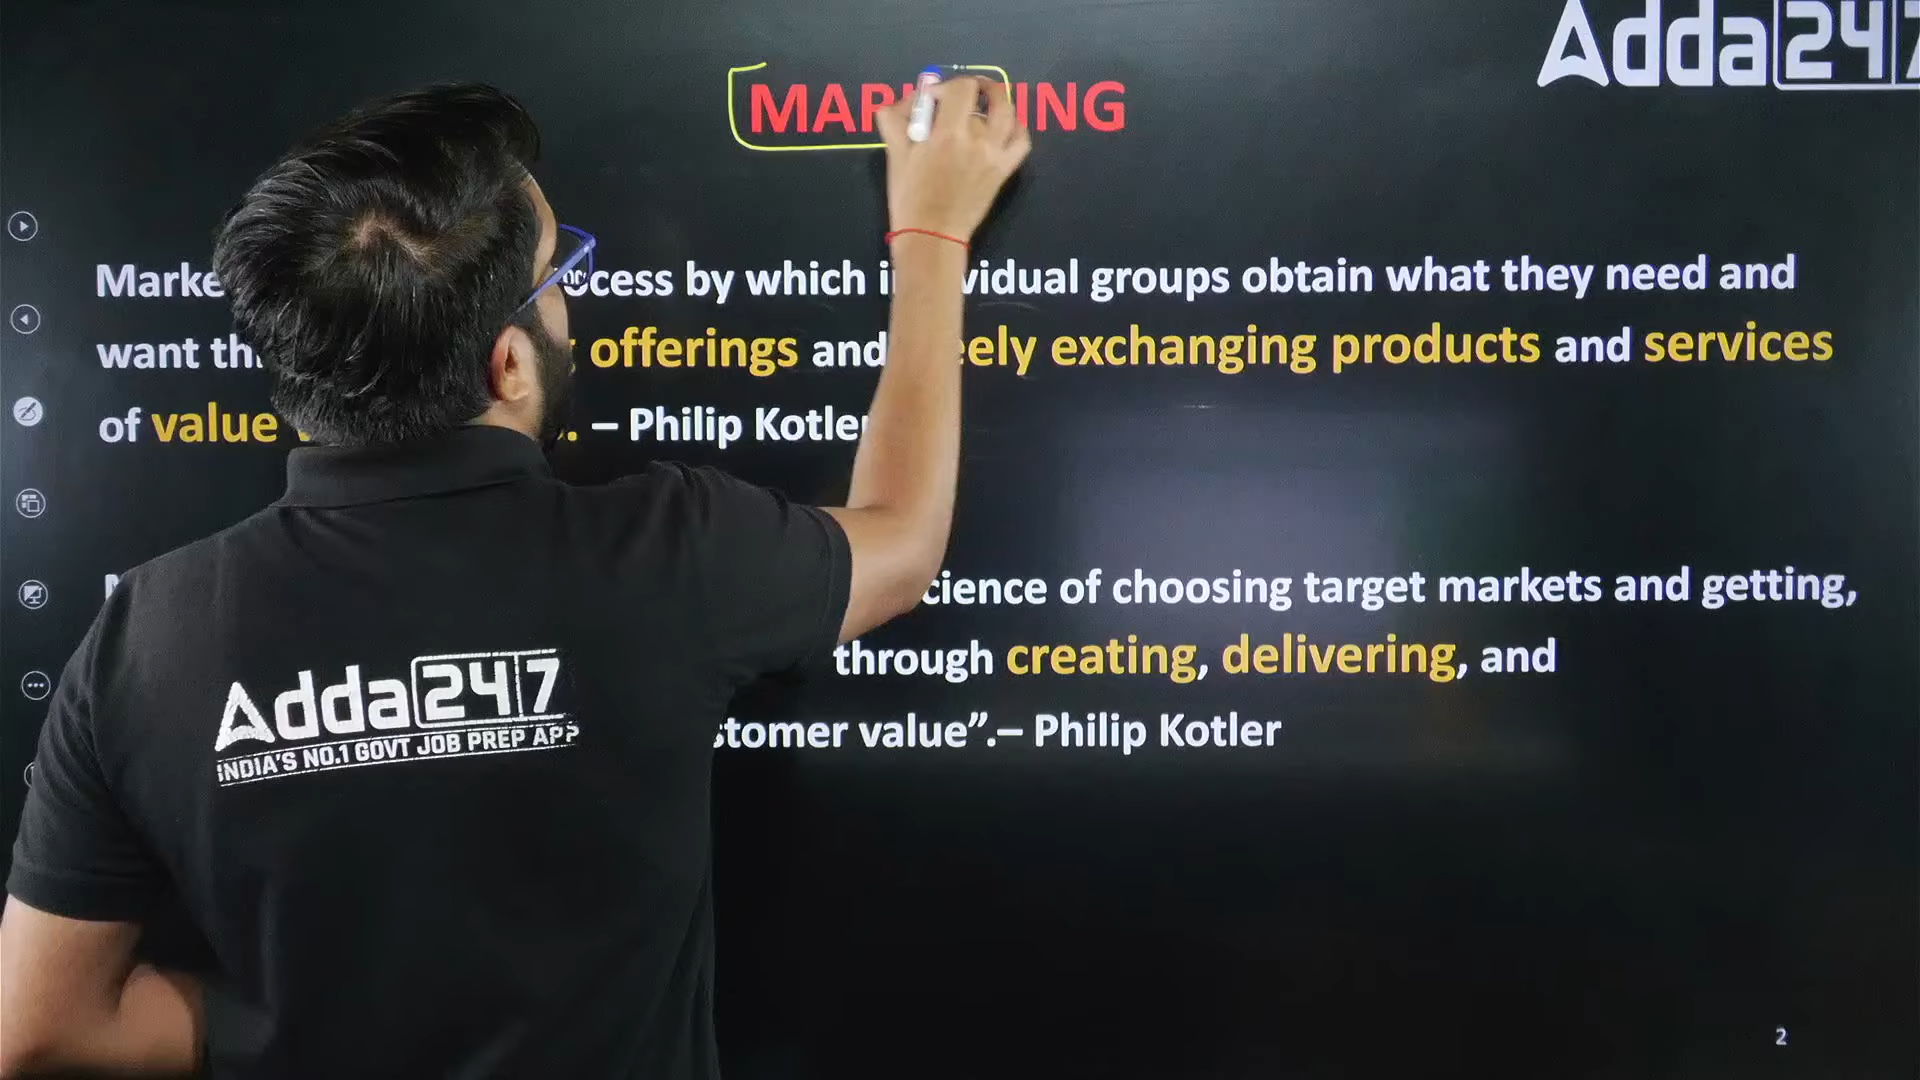 Adda247
MAR ING
Marke cess by which vidual groups obtain what they need and
want offerings and exchanging products and services
of value – Philip Kotler
cience of choosing target markets and getting,
through creating, delivering, and
stomer value”.– Philip Kotler
Adda247
INDIA'S NO.1 GOVT JOB PREP APP
2